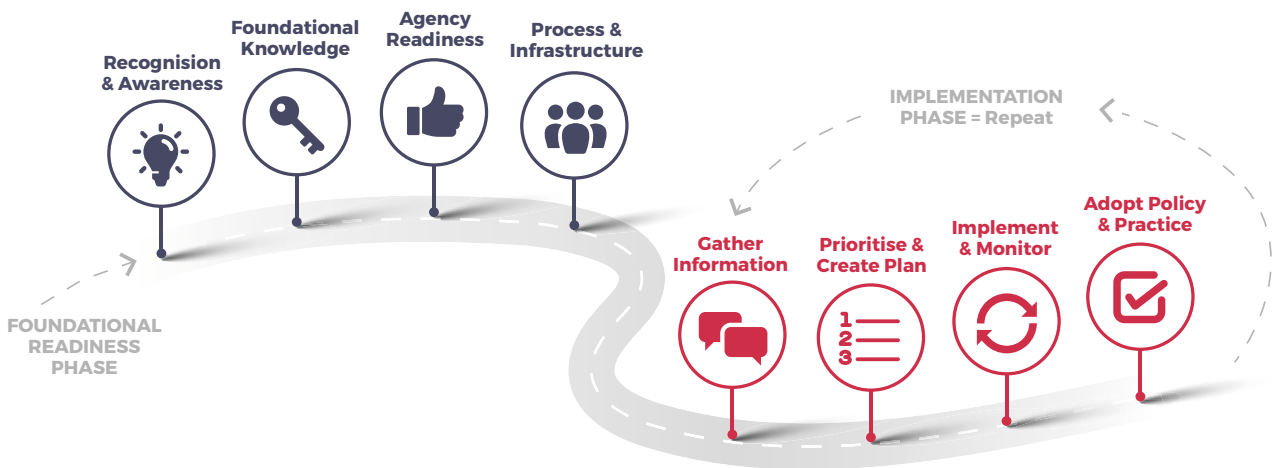 FOUNDATIONAL
READINESS
PHASE
Recognision
& Awareness
Foundational
Knowledge
Agency
Readiness
Process &
Infrastructure
IMPLEMENTATION
PHASE = Repeat
Gather
Information
Prioritise &
Create Plan
1
2
3
Implement
& Monitor
Adopt Policy
& Practice